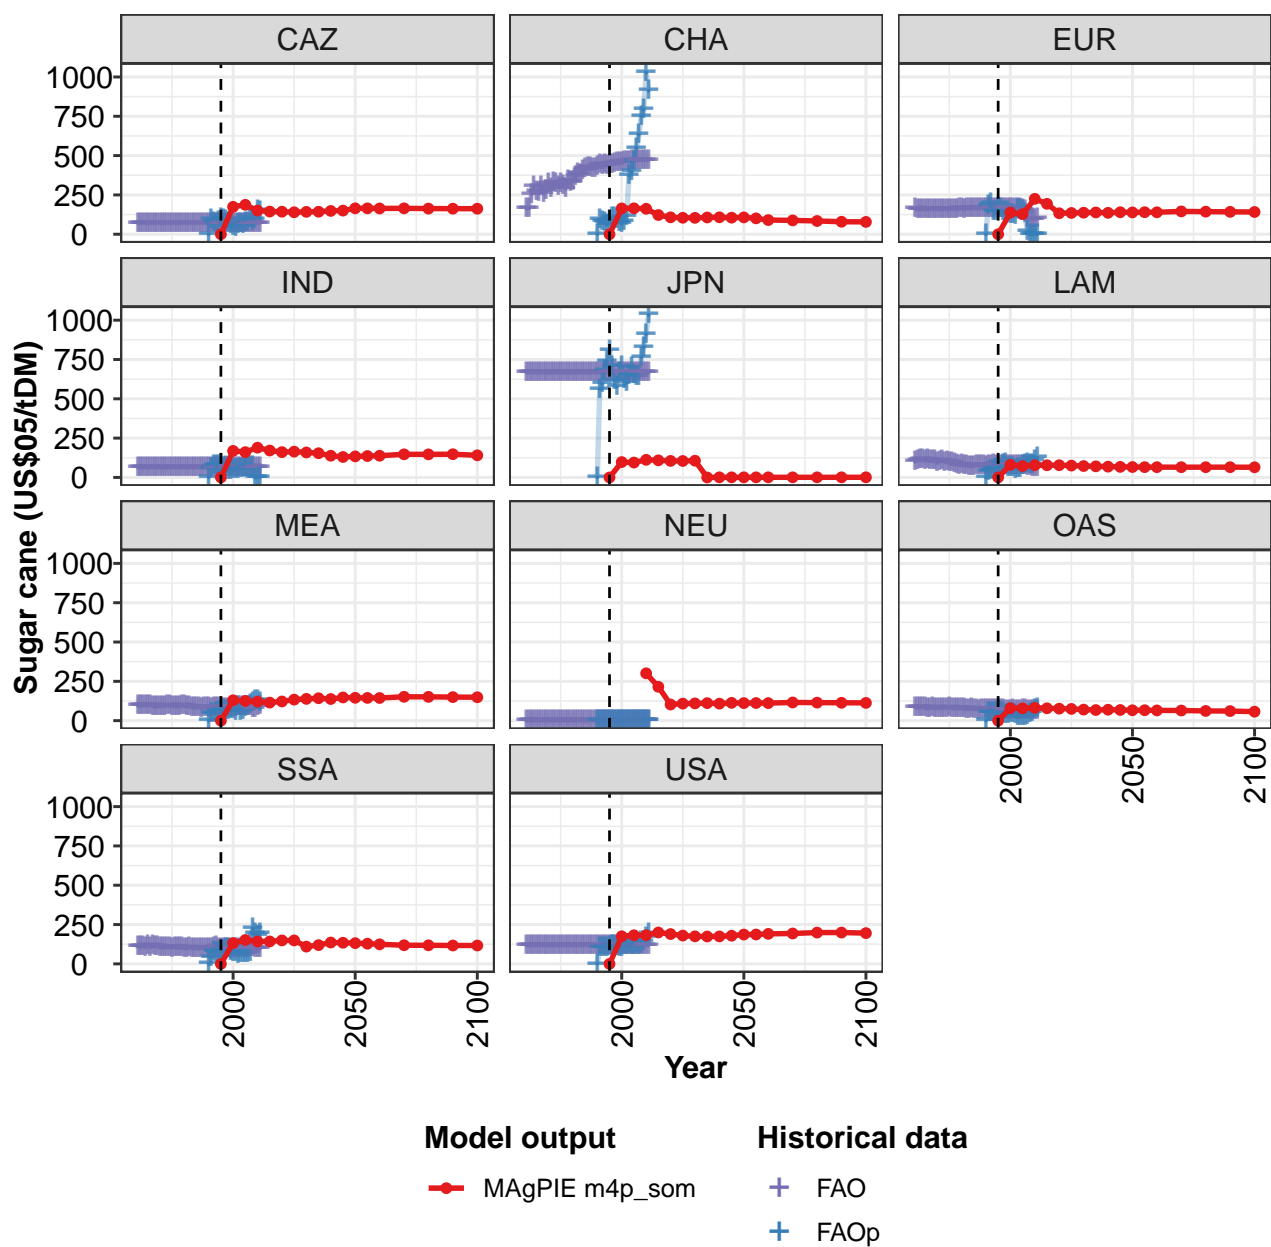 CAZ CHA EUR
1000
750
500
250
0
IND JPN LAM
1000
750
500
250
0
Sugar cane (US$05/tDM)
MEA NEU OAS
1000
750
500
250
0
SSA USA
2000 2050 2100
1000
750
500
250
0
2000 2050 2100 2000 2050 2100
Year
Model output Historical data
MAgPIE m4p_som FAO
FAOp